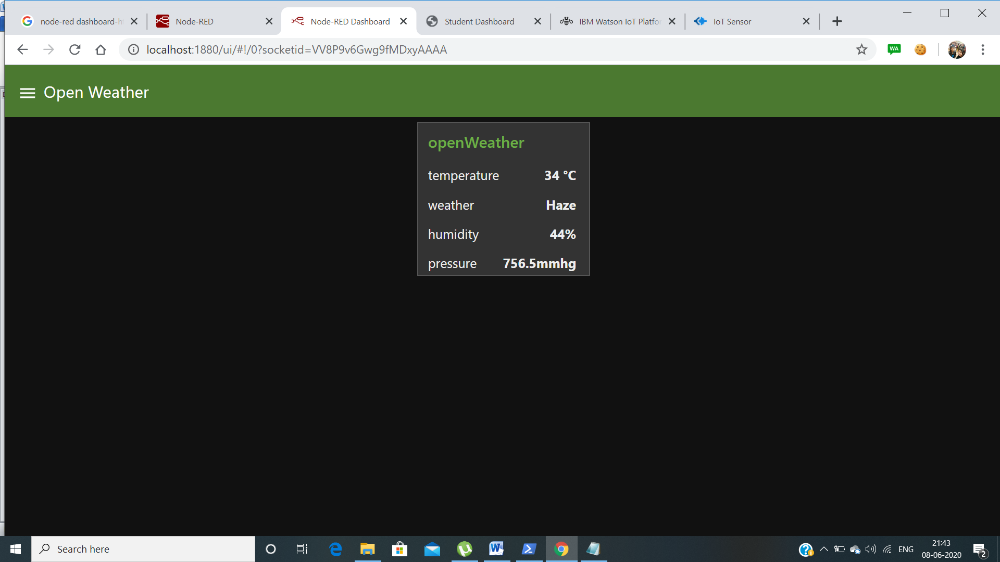 node-red dashboard-h
Node-RED
Node-RED Dashboard
Student Dashboard
IBM Watson IoT Platfo
IoT Sensor
localhost:1880/ui/#!/0?socketid=VV8P9v6Gwg9fMDxyAAAA
WA
Open Weather
openWeather
temperature 34 °C
weather Haze
humidity 44%
pressure 756.5mmhg
Search here
ENG
21:43
08-06-2020
2